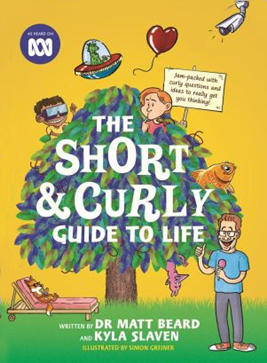 AS HEARD ON
Jam-packed with
curly questions and
ideas to really get
you thinking!
THE
SHORT
& CURLY
GUIDE TO LIFE
WRITTEN BY DR MATT BEARD
AND KYLA SLAVEN
ILLUSTRATED BY SIMON GREINER